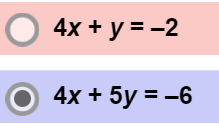 4x + y = –2
4x + 5y = –6